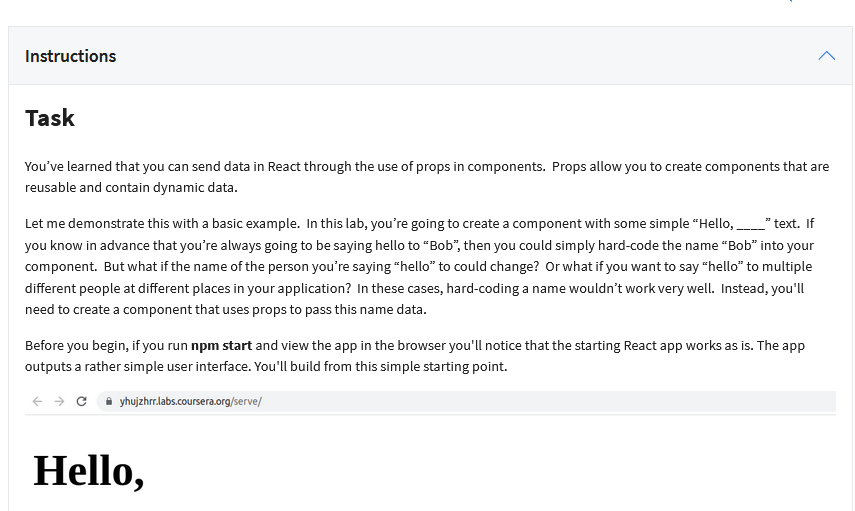 Instructions
Task
You’ve learned that you can send data in React through the use of props in components.  Props allow you to create components that are
reusable and contain dynamic data.
Let me demonstrate this with a basic example.  In this lab, you’re going to create a component with some simple “Hello, ____” text.  If
you know in advance that you’re always going to be saying hello to “Bob”, then you could simply hard-code the name “Bob” into your
component.  But what if the name of the person you’re saying “hello” to could change?  Or what if you want to say “hello” to multiple
different people at different places in your application?  In these cases, hard-coding a name wouldn’t work very well.  Instead, you'll
need to create a component that uses props to pass this name data.
Before you begin, if you run npm start and view the app in the browser you'll notice that the starting React app works as is. The app
outputs a rather simple user interface. You'll build from this simple starting point.
yhujzhrr.labs.coursera.org/serve/
Hello,